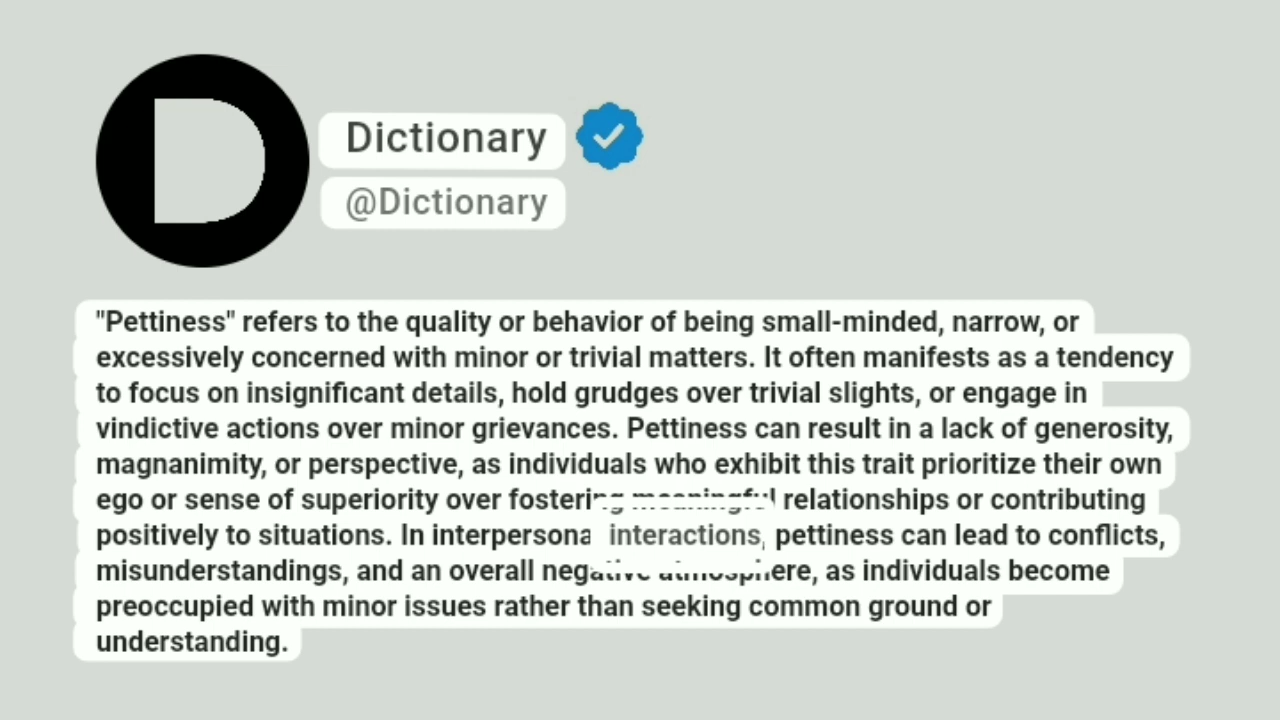 Dictionary
@Dictionary
"Pettiness" refers to the quality or behavior of being small-minded, narrow, or
excessively concerned with minor or trivial matters. It often manifests as a tendency
to focus on insignificant details, hold grudges over trivial slights, or engage in
vindictive actions over minor grievances. Pettiness can result in a lack of generosity,
magnanimity, or perspective, as individuals who exhibit this trait prioritize their own
ego or sense of superiority over fostering meaningful relationships or contributing
positively to situations. In interpersona interactions, pettiness can lead to conflicts,
misunderstandings, and an overall negative atmosphere, as individuals become
preoccupied with minor issues rather than seeking common ground or
understanding.